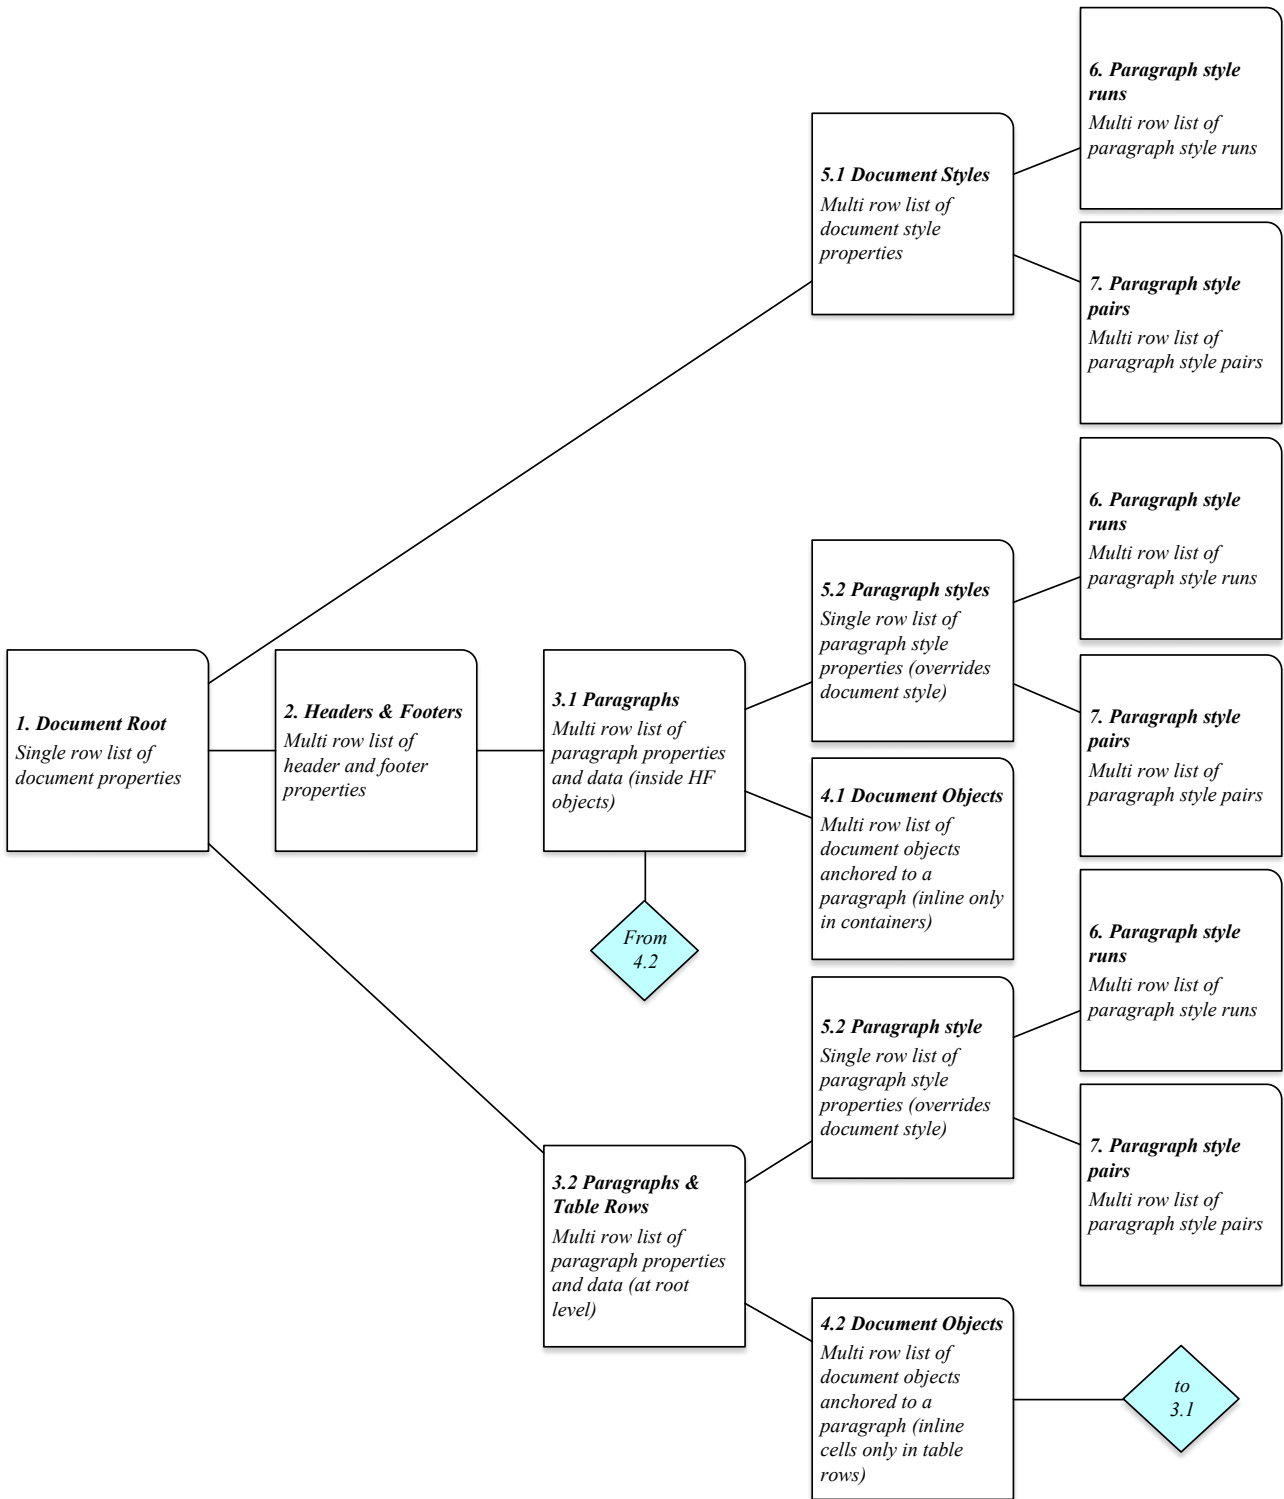 6. Paragraph style
runs
Multi row list of
paragraph style runs
5.1 Document Styles
Multi row list of
document style
properties
7. Paragraph style
pairs
Multi row list of
paragraph style pairs
6. Paragraph style
runs
Multi row list of
paragraph style runs
5.2 Paragraph styles
Single row list of
paragraph style
properties (overrides
document style)
7. Paragraph style
pairs
Multi row list of
paragraph style pairs
1. Document Root
Single row list of
document properties
2. Headers & Footers
Multi row list of
header and footer
properties
3.1 Paragraphs
Multi row list of
paragraph properties
and data (inside HF
objects)
4.1 Document Objects
Multi row list of
document objects
anchored to a
paragraph (inline only
in containers)
From
4.2
6. Paragraph style
runs
Multi row list of
paragraph style runs
5.2 Paragraph style
Single row list of
paragraph style
properties (overrides
document style)
7. Paragraph style
pairs
Multi row list of
paragraph style pairs
3.2 Paragraphs &
Table Rows
Multi row list of
paragraph properties
and data (at root
level)
4.2 Document Objects
Multi row list of
document objects
anchored to a
paragraph (inline
cells only in table
rows)
to
3.1